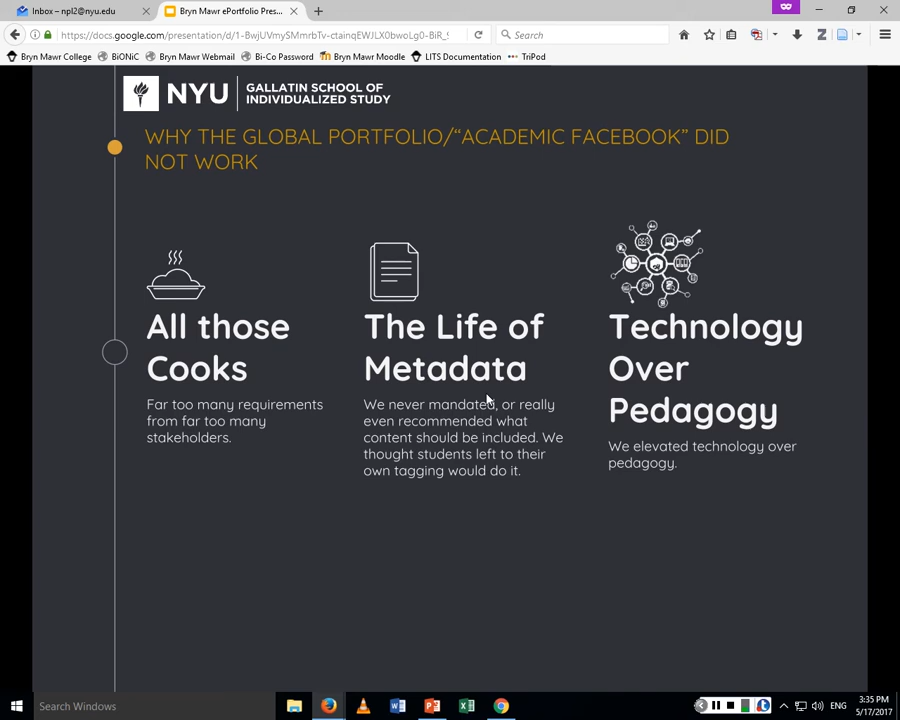 Inbox – npl2@nyu.edu
Bryn Mawr ePortfolio Pres...
Search
Bryn Mawr College
BiONiC
Bryn Mawr Webmail
Bi-Co Password
Bryn Mawr Moodle
LITS Documentation
TriPod
NYU
GALLATIN SCHOOL OF
INDIVIDUALIZED STUDY
WHY THE GLOBAL PORTFOLIO/“ACADEMIC FACEBOOK” DID
NOT WORK
All those
Cooks
Far too many requirements
from far too many
stakeholders.
The Life of
Metadata
We never mandated, or really
even recommended what
content should be included. We
thought students left to their
own tagging would do it.
Technology
Over
Pedagogy
We elevated technology over
pedagogy.
Search Windows
ENG
3:35 PM
5/17/2017